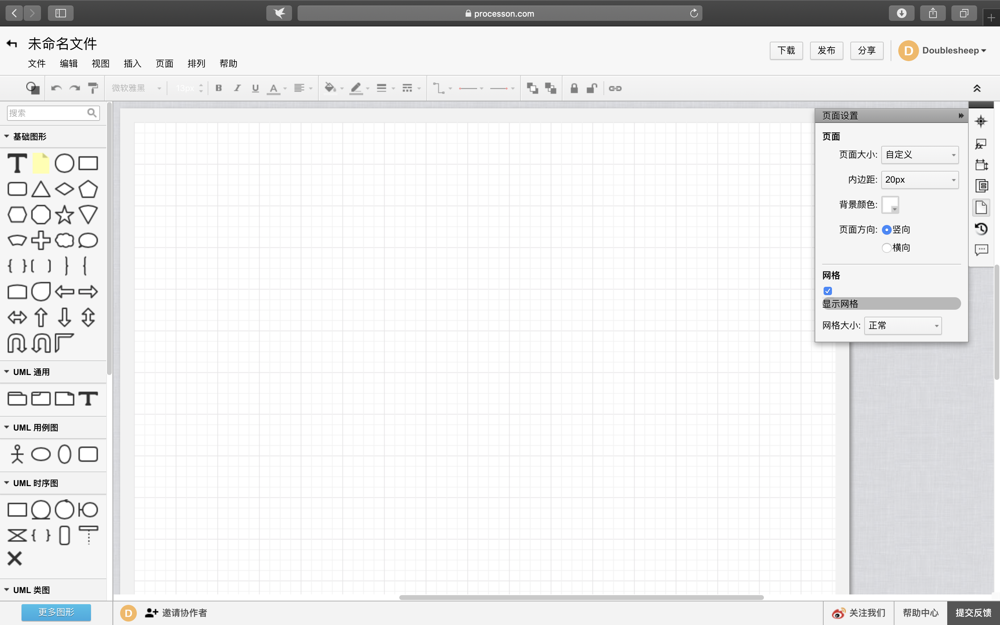 processon.com
未命名文件
文件 编辑 视图 插入 页面 排列 帮助
下载 发布 分享 D Doublesheep
微软雅黑 13px B I U A
搜索
基础图形
UML 通用
UML 用例图
UML 时序图
UML 类图
更多图形
页面设置
页面
页面大小: 自定义
内边距: 20px
背景颜色:
页面方向: 竖向
横向
网格
显示网格
网格大小: 正常
fx
D 邀请协作者
关注我们 帮助中心 提交反馈